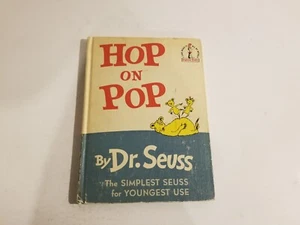 HOP
ON
POP
By Dr. Seuss
The SIMPLEST SEUSS
for YOUNGEST USE